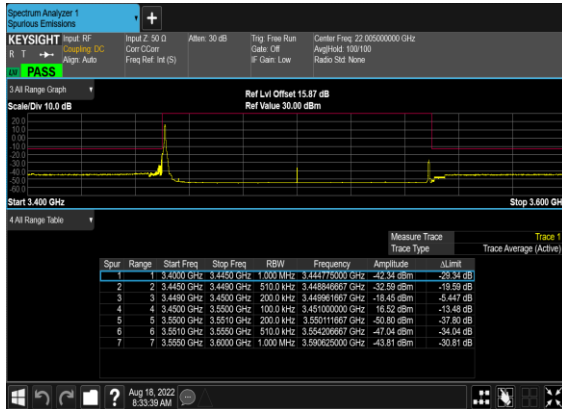 Spectrum Analyzer 1
Spurious Emissions
KEYSIGHT Input: RF Input Z: 50 Ω Atten: 30 dB Trig: Free Run Center Freq: 22.005000000 GHz
R T Coupling: DC Corr CCorr Gate: Off Avg|Hold: 100/100
Align: Auto Freq Ref: Int (S) IF Gain: Low Radio Std: None
PASS
3 All Range Graph
Scale/Div 10.0 dB
Ref Lvl Offset 15.87 dB
Ref Value 30.00 dBm
20.0
10.0
0.00
-10.0
-20.0
-30.0
-40.0
-50.0
-60.0
Start 3.400 GHz Stop 3.600 GH
4 All Range Table
Measure Trace Trace 1
Trace Type Trace Average (Active)
Spur Range Start Freq Stop Freq RBW Frequency Amplitude ΔLimit
1 1 3.4000 GHz 3.4450 GHz 1.000 MHz 3.444775000 GHz -42.34 dBm -29.34 dB
2 2 3.4450 GHz 3.4490 GHz 510.0 kHz 3.448846667 GHz -32.59 dBm -19.59 dB
3 3 3.4490 GHz 3.4500 GHz 200.0 kHz 3.449961667 GHz -18.45 dBm -5.447 dB
4 4 3.4500 GHz 3.5500 GHz 100.0 kHz 3.451000000 GHz 16.52 dBm -13.48 dB
5 5 3.5500 GHz 3.5510 GHz 200.0 kHz 3.550111667 GHz -50.80 dBm -37.80 dB
6 6 3.5510 GHz 3.5550 GHz 510.0 kHz 3.554206667 GHz -47.04 dBm -34.04 dB
7 7 3.5550 GHz 3.6000 GHz 1.000 MHz 3.590625000 GHz -43.81 dBm -30.81 dB
? Aug 18, 2022
8:33:39 AM